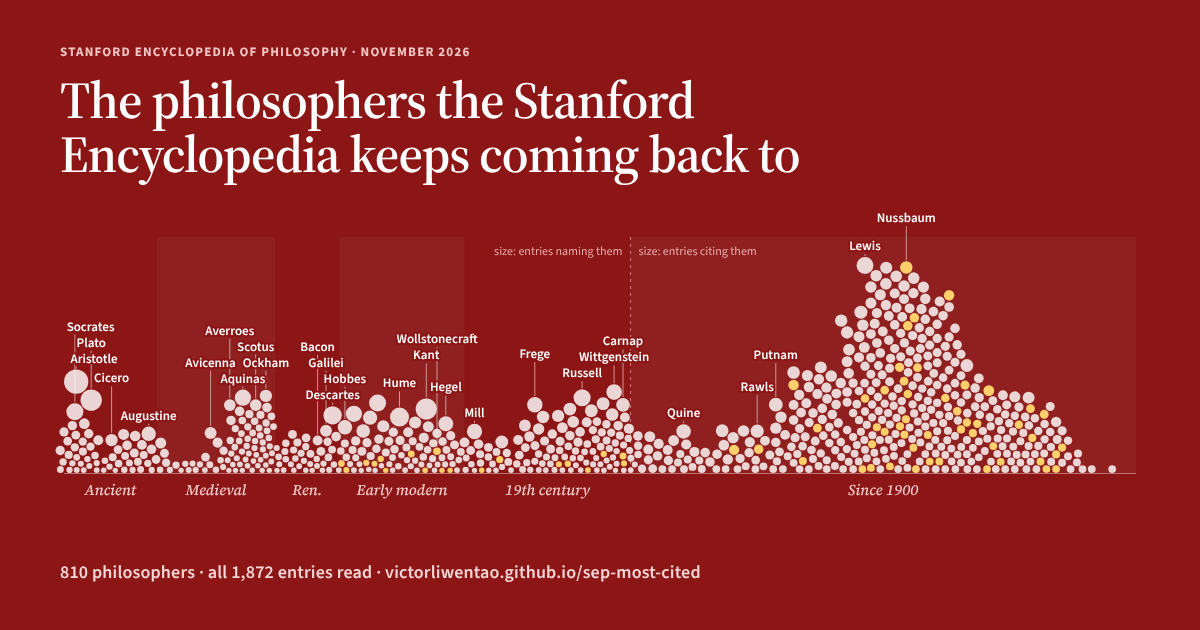 STANFORD ENCYCLOPEDIA OF PHILOSOPHY · NOVEMBER 2026
The philosophers the Stanford
Encyclopedia keeps coming back to
Nussbaum
Lewis
size: entries naming them
size: entries citing them
Socrates
Plato
Aristotle
Cicero
Augustine
Averroes
Scotus
Avicenna
Ockham
Aquinas
Bacon
Galilei
Hobbes
Descartes
Wollstonecraft
Kant
Hume
Hegel
Mill
Frege
Carnap
Wittgenstein
Russell
Quine
Putnam
Rawls
Ancient
Medieval
Ren.
Early modern
19th century
Since 1900
810 philosophers · all 1,872 entries read · victorliwentao.github.io/sep-most-cited